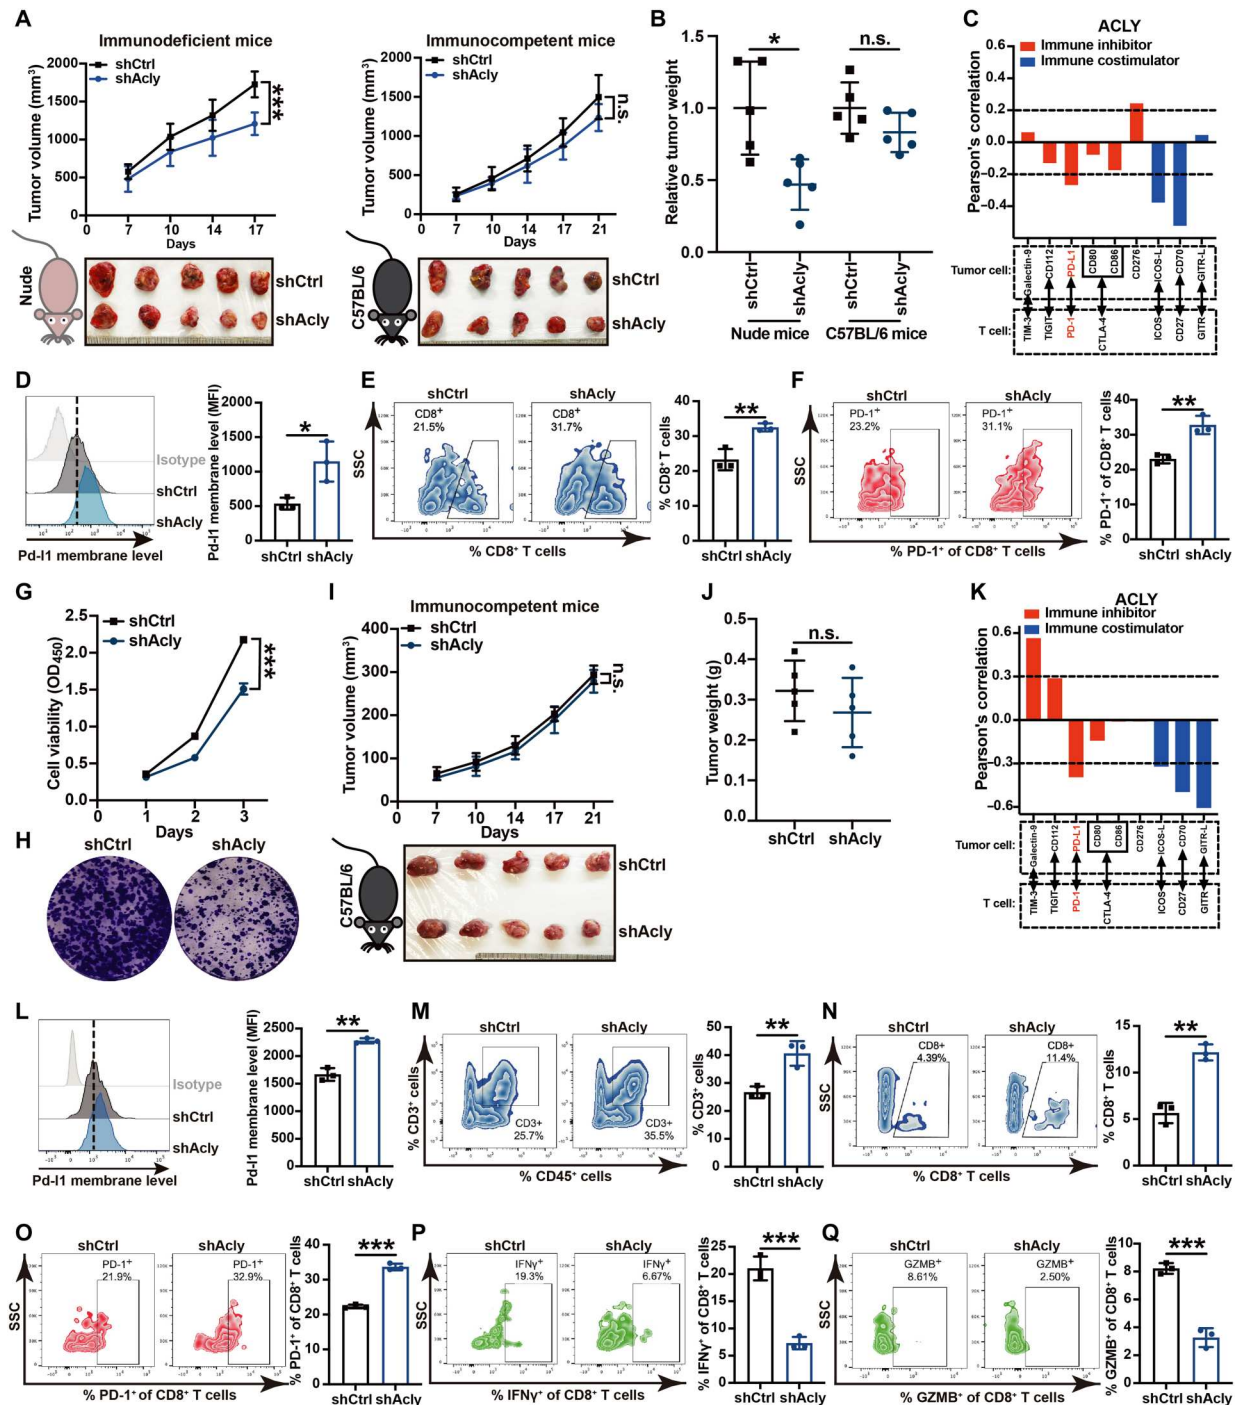 A
Immunodeficient mice
shCtrl
shAcly
Tumor volume (mm³)
2000
1500
1000
500
0
***
0 7 10 14 17
Days
Nude
shCtrl
shAcly
Immunocompetent mice
shCtrl
shAcly
Tumor volume (mm³)
2000
1500
1000
500
0
n.s.
0 7 10 14 17 21
Days
C57BL/6
shCtrl
shAcly
B
Relative tumor weight
1.5
1.0
0.5
0.0
*
n.s.
shCtrl shAcly shCtrl shAcly
Nude mice C57BL/6 mice
C
ACLY
Immune inhibitor
Immune costimulator
Pearson's correlation
0.6
0.2
0.0
-0.2
-0.4
Tumor cell: Galectin-9 CD112 PD-L1 CD80 CD86 CD276 ICOS-L CD70 GITR-L
T cell: TIM-3 TIGIT PD-1 CTLA-4 ICOS CD27 GITR
D
Isotype
shCtrl
shAcly
Pd-l1 membrane level
Pd-l1 membrane level (MFI)
2000
1500
1000
500
0
*
shCtrl shAcly
E
shCtrl shAcly
SSC
CD8⁺
21.5%
CD8⁺
31.7%
% CD8⁺ T cells
% CD8⁺ T cells
40
30
20
0
**
shCtrl shAcly
F
shCtrl shAcly
SSC
PD-1⁺
23.2%
PD-1⁺
31.1%
% PD-1⁺ of CD8⁺ T cells
% PD-1⁺ of CD8⁺ T cells
40
30
20
0
**
shCtrl shAcly
G
shCtrl
shAcly
Cell viability (OD₄₅₀)
2.5
2.0
1.5
1.0
0.5
0.0
***
0 1 2 3
Days
H
shCtrl shAcly
I
Immunocompetent mice
shCtrl
shAcly
Tumor volume (mm³)
400
300
200
100
0
n.s.
0 7 10 14 17 21
Days
C57BL/6
shCtrl
shAcly
J
Tumor weight (g)
0.5
0.4
0.3
0.2
0.1
0.0
n.s.
shCtrl shAcly
K
ACLY
Immune inhibitor
Immune costimulator
Pearson's correlation
0.6
0.3
0.0
-0.3
-0.6
Tumor cell: Galectin-9 CD112 PD-L1 CD80 CD86 CD276 ICOS-L CD70 GITR-L
T cell: TIM-3 TIGIT PD-1 CTLA-4 ICOS CD27 GITR
L
Isotype
shCtrl
shAcly
Pd-l1 membrane level
Pd-l1 membrane level (MFI)
2500
2000
1500
1000
500
0
**
shCtrl shAcly
M
shCtrl shAcly
% CD3⁺ cells
CD3+
25.7%
CD3+
35.5%
% CD45⁺ cells
% CD3⁺ cells
50
40
30
20
10
0
**
shCtrl shAcly
N
shCtrl shAcly
SSC
CD8+
4.39%
CD8+
11.4%
% CD8⁺ T cells
% CD8⁺ T cells
15
10
5
0
**
shCtrl shAcly
O
shCtrl shAcly
SSC
PD-1⁺
21.9%
PD-1⁺
32.9%
% PD-1⁺ of CD8⁺ T cells
% PD-1⁺ of CD8⁺ T cells
40
30
20
10
0
***
shCtrl shAcly
P
shCtrl shAcly
SSC
IFNγ⁺
19.3%
IFNγ⁺
6.67%
% IFNγ⁺ of CD8⁺ T cells
% IFNγ⁺ of CD8⁺ T cells
25
20
15
10
5
0
***
shCtrl shAcly
Q
shCtrl shAcly
SSC
GZMB⁺
8.61%
GZMB⁺
2.50%
% GZMB⁺ of CD8⁺ T cells
% GZMB⁺ of CD8⁺ T cells
10
8
6
4
2
0
***
shCtrl shAcly